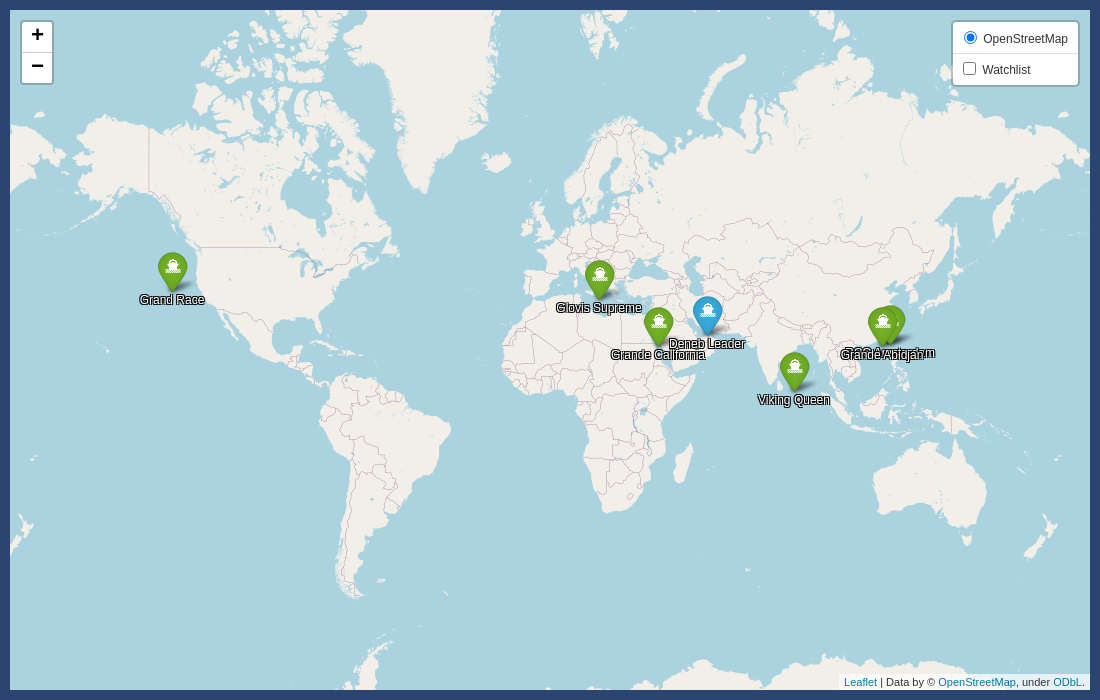 +
−
OpenStreetMap
Watchlist
Grand Race
Glovis Supreme
Deneb Leader
Grande California
Grande Abidjan
Viking Queen
Leaflet | Data by © OpenStreetMap, under ODbL.